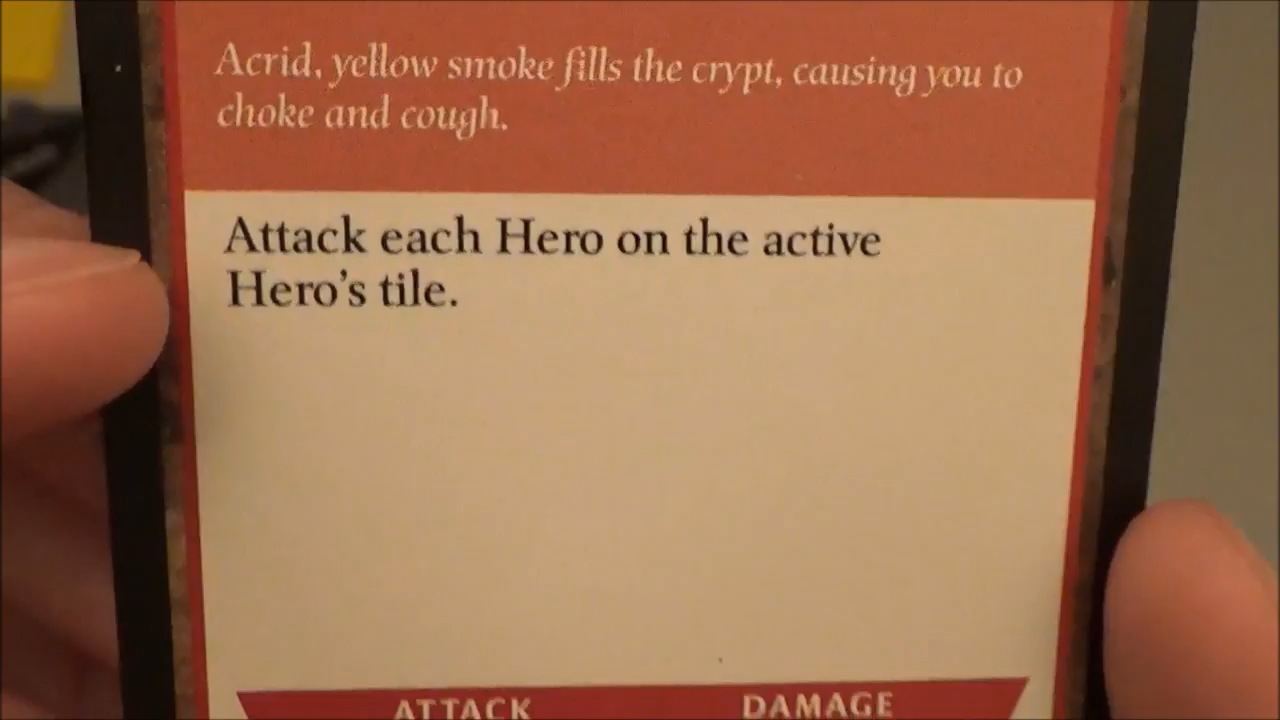 Acrid, yellow smoke fills the crypt, causing you to
choke and cough.
Attack each Hero on the active
Hero's tile.
ATTACK DAMAGE